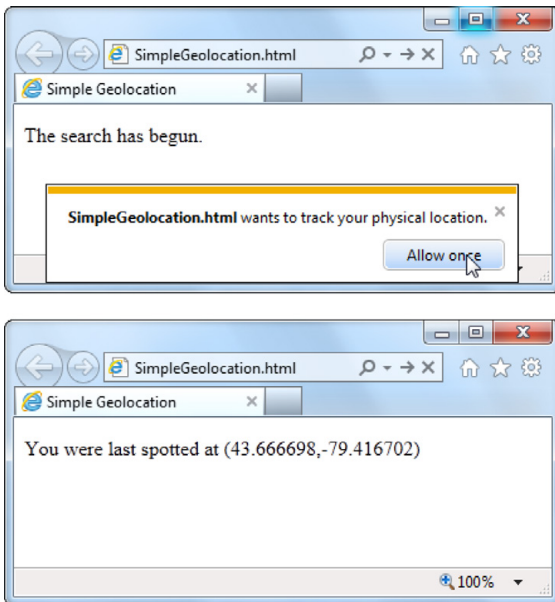 SimpleGeolocation.html
Simple Geolocation
The search has begun.
SimpleGeolocation.html wants to track your physical location.
Allow once
SimpleGeolocation.html
Simple Geolocation
You were last spotted at (43.666698,-79.416702)
100%